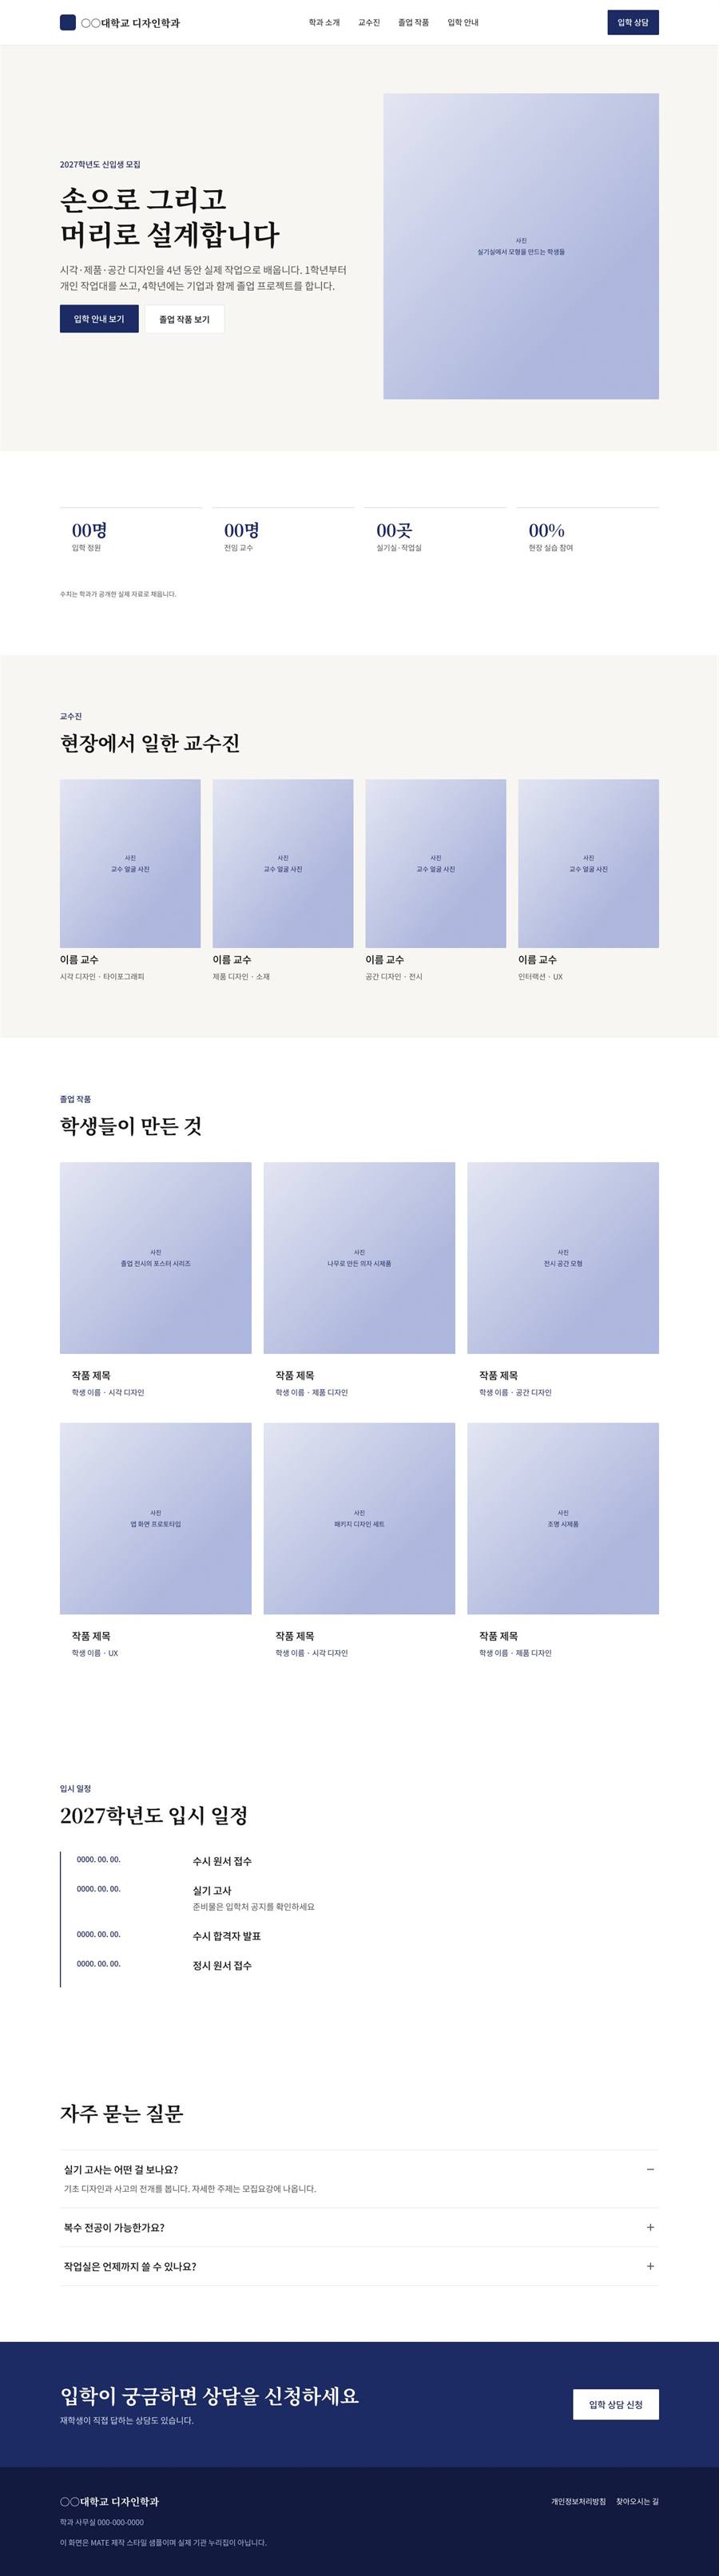 ○○대학교 디자인학과
학과 소개
교수진
졸업 작품
입학 안내
입학 상담
2027학년도 신입생 모집
손으로 그리고
머리로 설계합니다
시각·제품·공간 디자인을 4년 동안 실제 작업으로 배웁니다. 1학년부터
개인 작업대를 쓰고, 4학년에는 기업과 함께 졸업 프로젝트를 합니다.
입학 안내 보기
졸업 작품 보기
사진
실기실에서 모형을 만드는 학생들
00명
입학 정원
00명
전임 교수
00곳
실기실·작업실
00%
현장 실습 참여
수치는 학과가 공개한 실제 자료로 채웁니다.
교수진
현장에서 일한 교수진
사진
교수 얼굴 사진
이름 교수
시각 디자인 · 타이포그래피
사진
교수 얼굴 사진
이름 교수
제품 디자인 · 소재
사진
교수 얼굴 사진
이름 교수
공간 디자인 · 전시
사진
교수 얼굴 사진
이름 교수
인터랙션 · UX
졸업 작품
학생들이 만든 것
사진
졸업 전시의 포스터 시리즈
작품 제목
학생 이름 · 시각 디자인
사진
나무로 만든 의자 시제품
작품 제목
학생 이름 · 제품 디자인
사진
전시 공간 모형
작품 제목
학생 이름 · 공간 디자인
사진
앱 화면 프로토타입
작품 제목
학생 이름 · UX
사진
패키지 디자인 세트
작품 제목
학생 이름 · 시각 디자인
사진
조명 시제품
작품 제목
학생 이름 · 제품 디자인
입시 일정
2027학년도 입시 일정
0000. 00. 00.
수시 원서 접수
0000. 00. 00.
실기 고사
준비물은 입학처 공지를 확인하세요
0000. 00. 00.
수시 합격자 발표
0000. 00. 00.
정시 원서 접수
자주 묻는 질문
실기 고사는 어떤 걸 보나요?
기초 디자인과 사고의 전개를 봅니다. 자세한 주제는 모집요강에 나옵니다.
복수 전공이 가능한가요?
작업실은 언제까지 쓸 수 있나요?
입학이 궁금하면 상담을 신청하세요
재학생이 직접 답하는 상담도 있습니다.
입학 상담 신청
○○대학교 디자인학과
학과 사무실 000-000-0000
이 화면은 MATE 제작 스타일 샘플이며 실제 기관 누리집이 아닙니다.
개인정보처리방침
찾아오시는 길